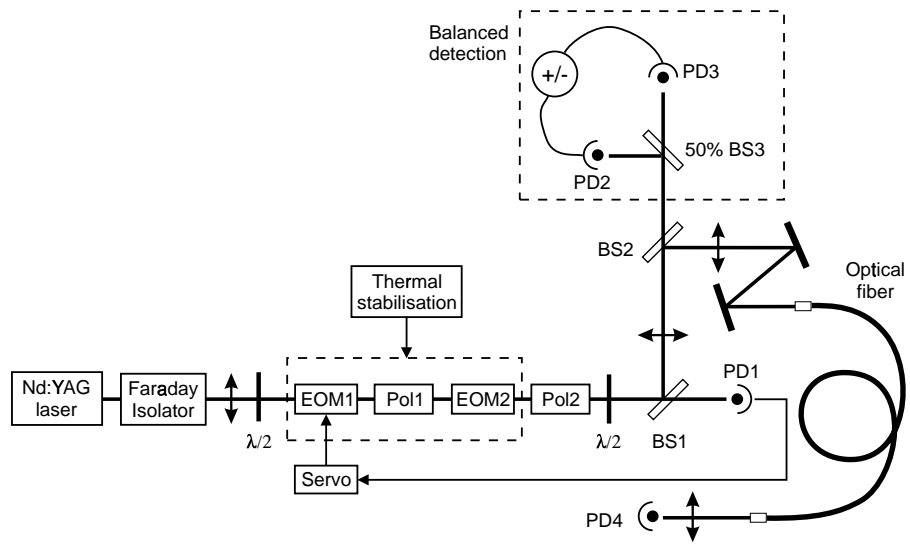 Balanced
detection
+/-
PD3
50% BS3
PD2
BS2
Optical
fiber
Thermal
stabilisation
PD1
Nd:YAG
laser
Faraday
Isolator
EOM1
Pol1
EOM2
Pol2
λ/2
λ/2
BS1
Servo
PD4